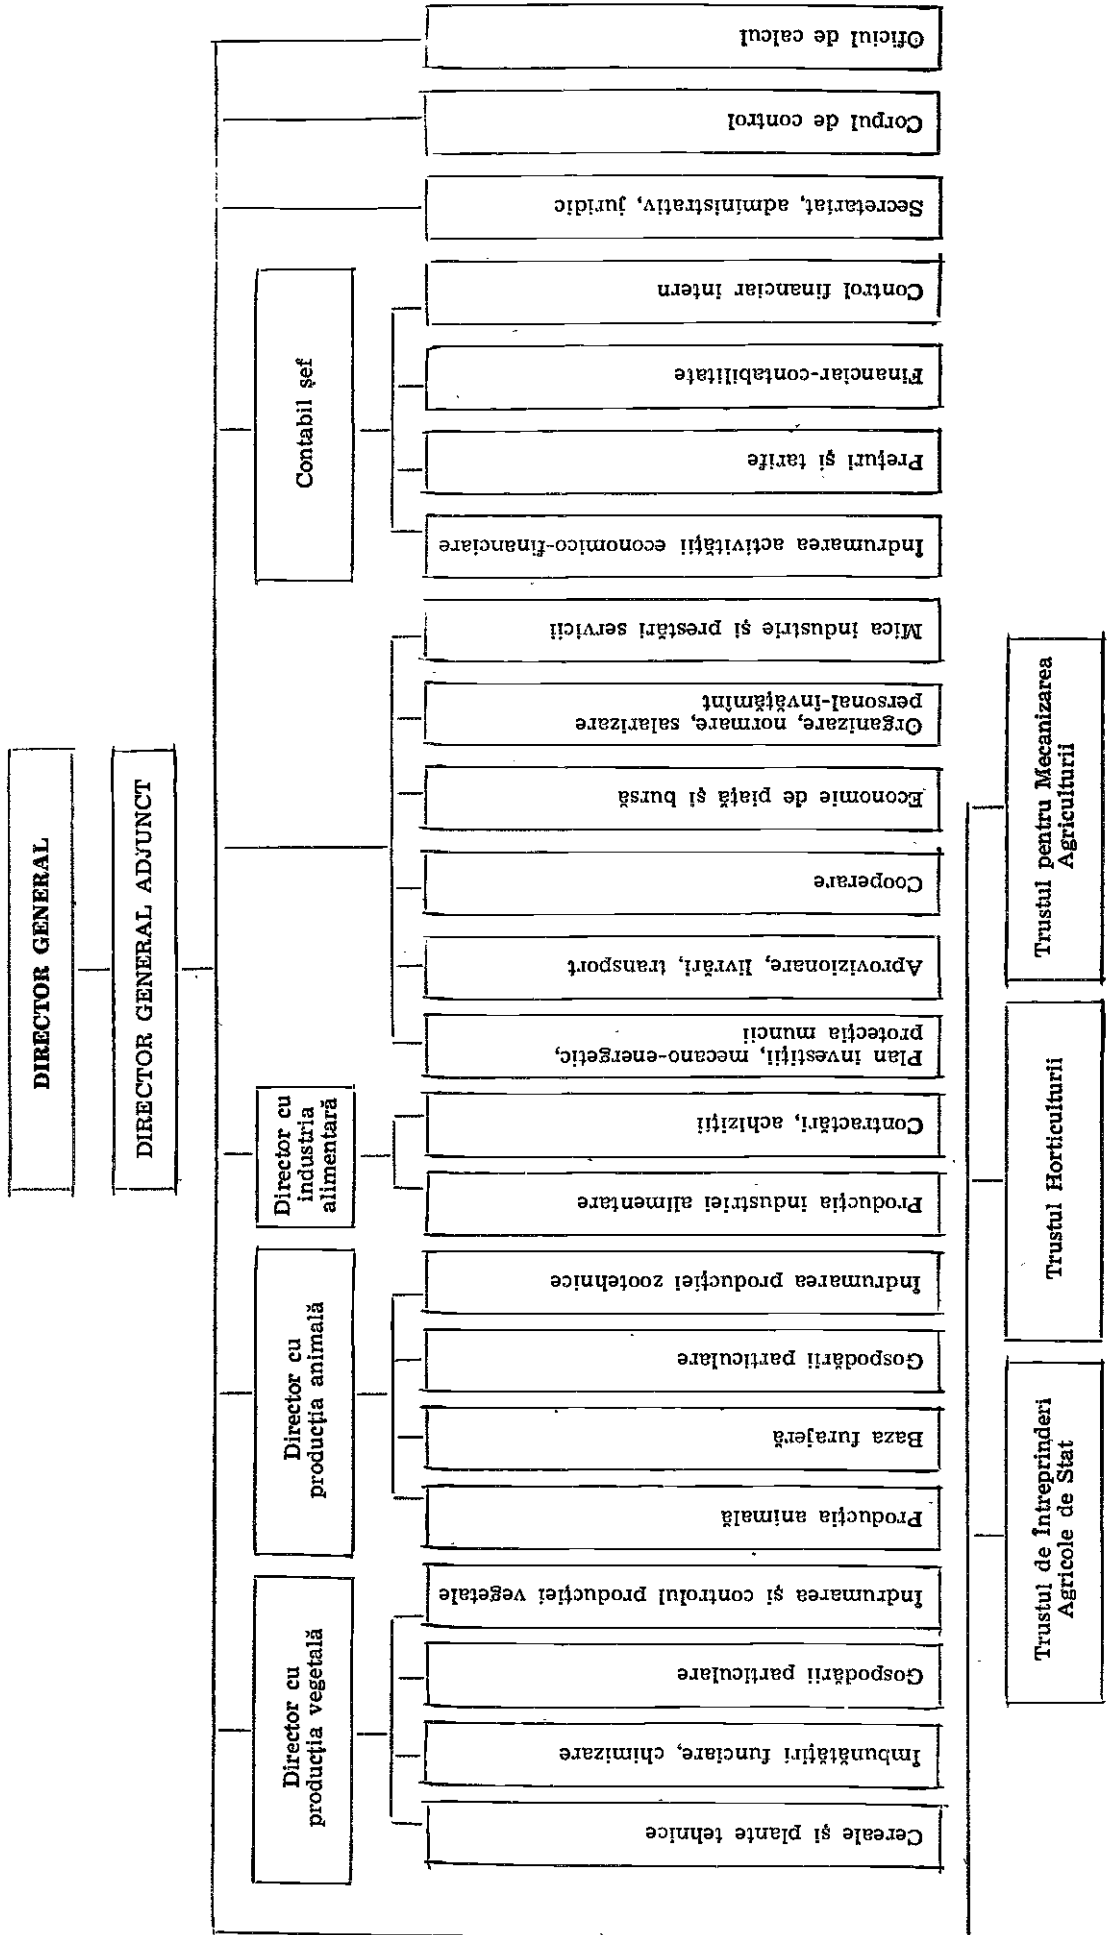 DIRECTOR GENERAL
DIRECTOR GENERAL ADJUNCT
Director cu
producția vegetală
Director cu
producția animală
Director cu
industria
alimentară
Contabil șef
Cereale și plante tehnice
Îmbunătățiri funciare, chimizare
Gospodării particulare
Îndrumarea și controlul producției vegetale
Producția animală
Baza furajeră
Gospodării particulare
Îndrumarea producției zootehnice
Producția industriei alimentare
Contractări, achiziții
Plan investiții, mecano-energetic,
protecția muncii
Aprovizionare, livrări, transport
Cooperare
Economie de piață și bursă
Organizare, normare, salarizare
personal-învățămînt
Mica industrie și prestări servicii
Îndrumarea activității economico-financiare
Prețuri și tarife
Financiar-contabilitate
Control financiar intern
Secretariat, administrativ, juridic
Corpul de control
Oficiul de calcul
Trustul de Întreprinderi
Agricole de Stat
Trustul Horticulturii
Trustul pentru Mecanizarea
Agriculturii